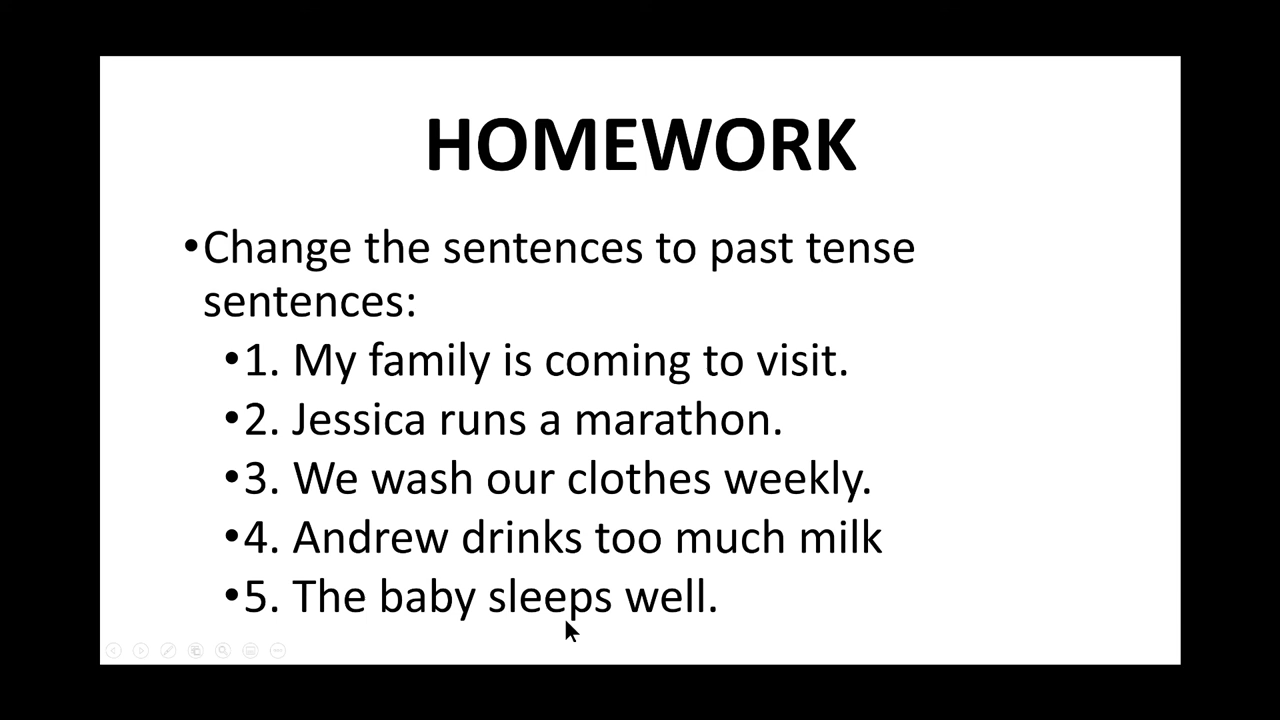 HOMEWORK
•Change the sentences to past tense
sentences:
•1. My family is coming to visit.
•2. Jessica runs a marathon.
•3. We wash our clothes weekly.
•4. Andrew drinks too much milk
•5. The baby sleeps well.